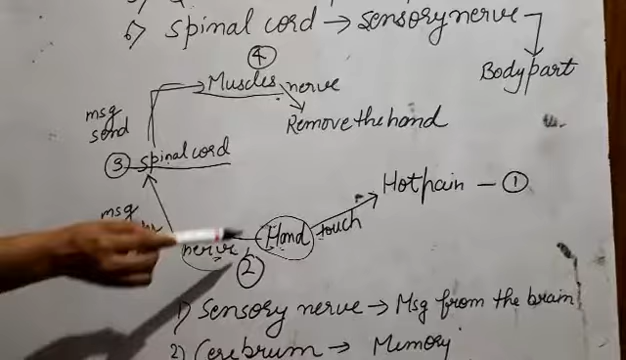 6) Spinal cord → sensory nerve
Body part
④
Muscles nerve
msg
send
Remove the hand
③ Spinal cord
Hot pain – ①
msg
nerve Hand touch
②
1) Sensory nerve → Msg from the brain
2) Cerebrum → Memory